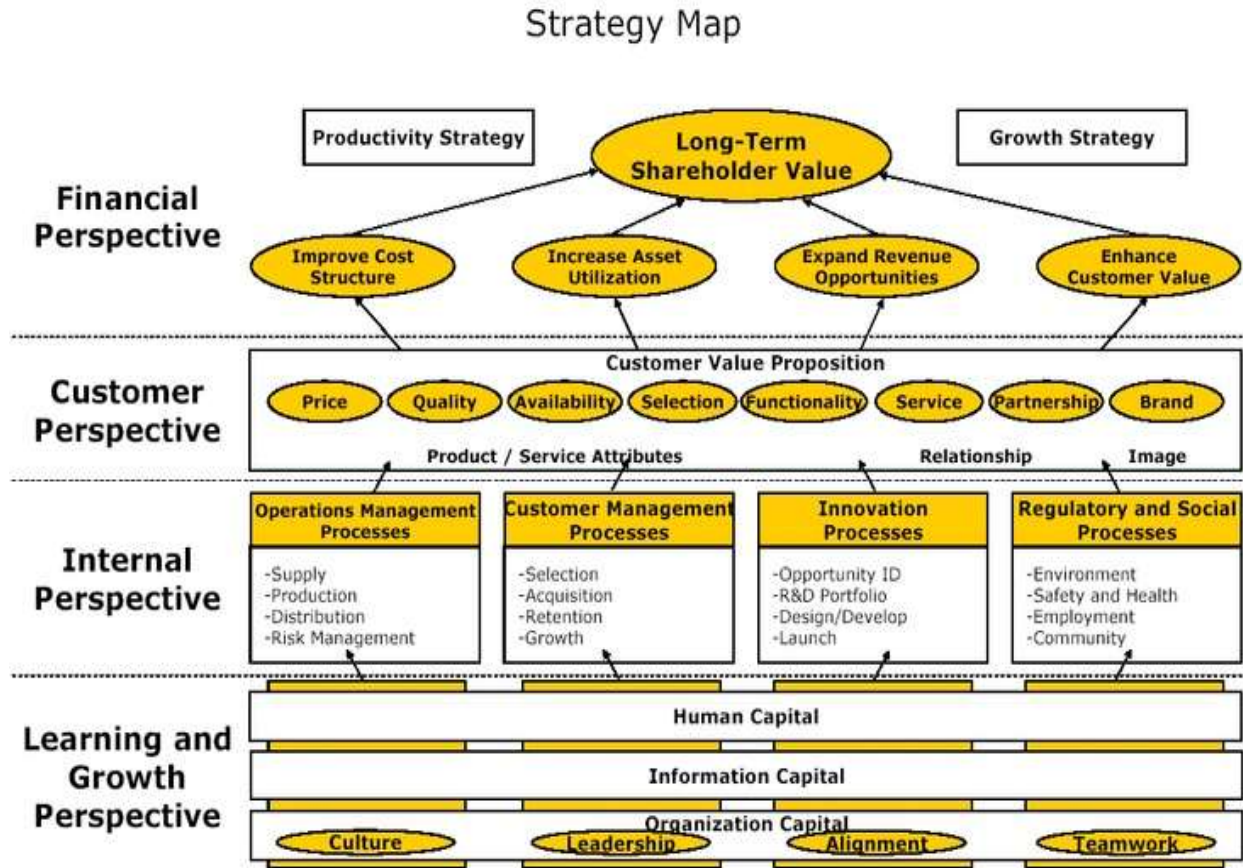 Strategy Map
Productivity Strategy
Long-Term
Shareholder Value
Growth Strategy
Financial
Perspective
Improve Cost
Structure
Increase Asset
Utilization
Expand Revenue
Opportunities
Enhance
Customer Value
Customer
Perspective
Customer Value Proposition
Price
Quality
Availability
Selection
Functionality
Service
Partnership
Brand
Product / Service Attributes
Relationship
Image
Internal
Perspective
Operations Management
Processes
-Supply
-Production
-Distribution
-Risk Management
Customer Management
Processes
-Selection
-Acquisition
-Retention
-Growth
Innovation
Processes
-Opportunity ID
-R&D Portfolio
-Design/Develop
-Launch
Regulatory and Social
Processes
-Environment
-Safety and Health
-Employment
-Community
Learning and
Growth
Perspective
Human Capital
Information Capital
Organization Capital
Culture
Leadership
Alignment
Teamwork